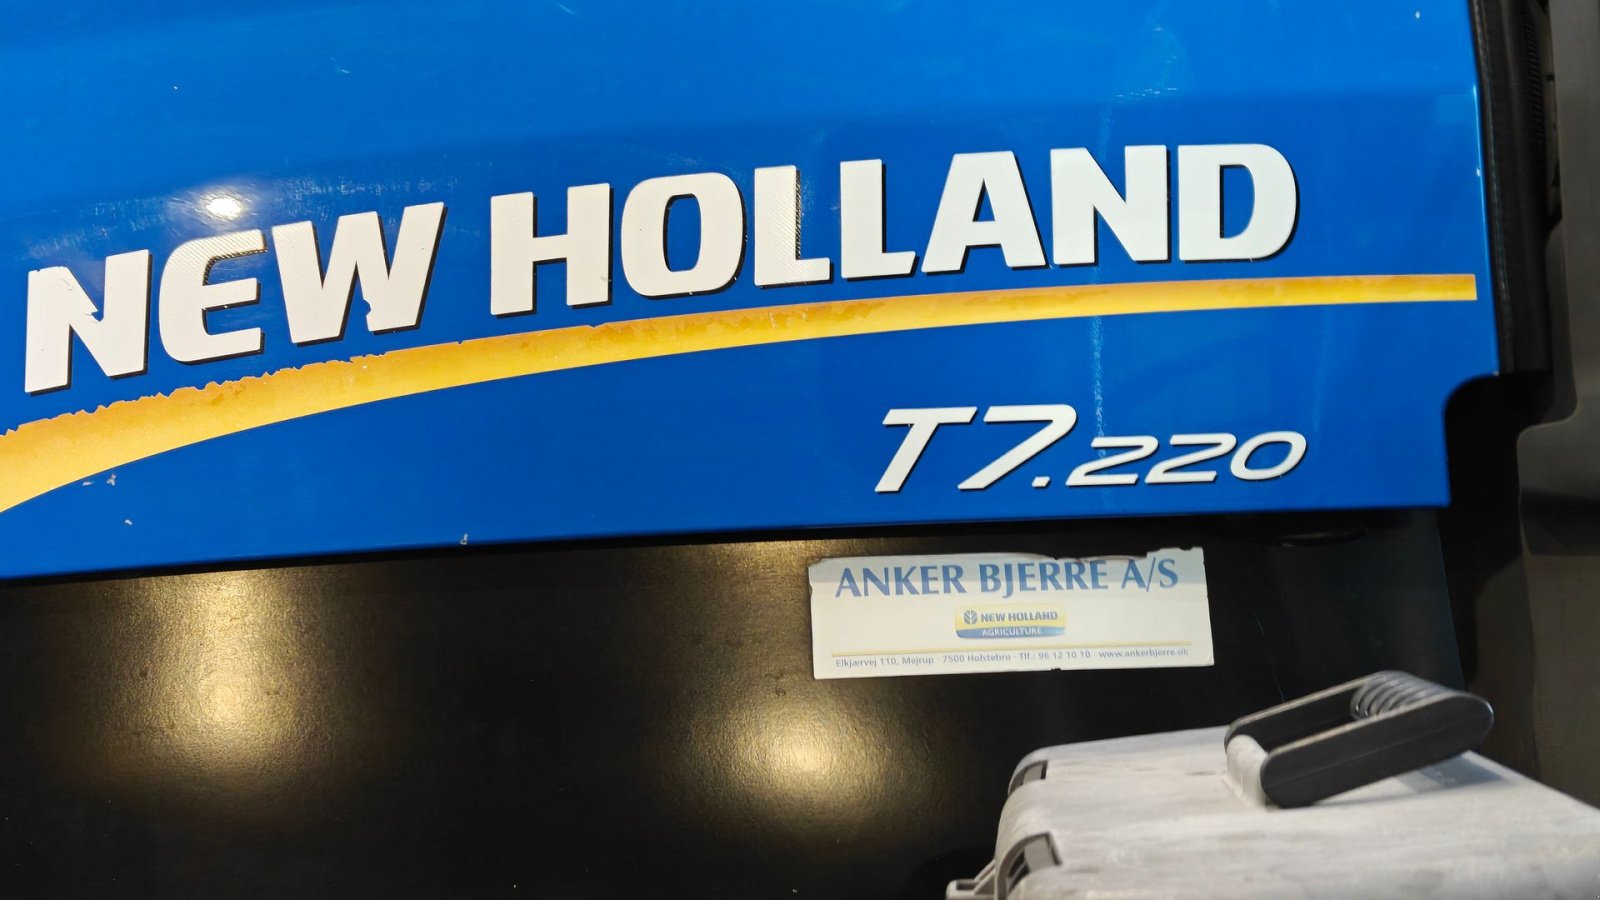 NEW HOLLAND
T7.220
ANKER BJERRE A/S
NEW HOLLAND
AGRICULTURE
Elkjærvej 110, Mejrup · 7500 Holstebro · Tlf.: 96 12 10 10 · www.ankerbjerre.dk